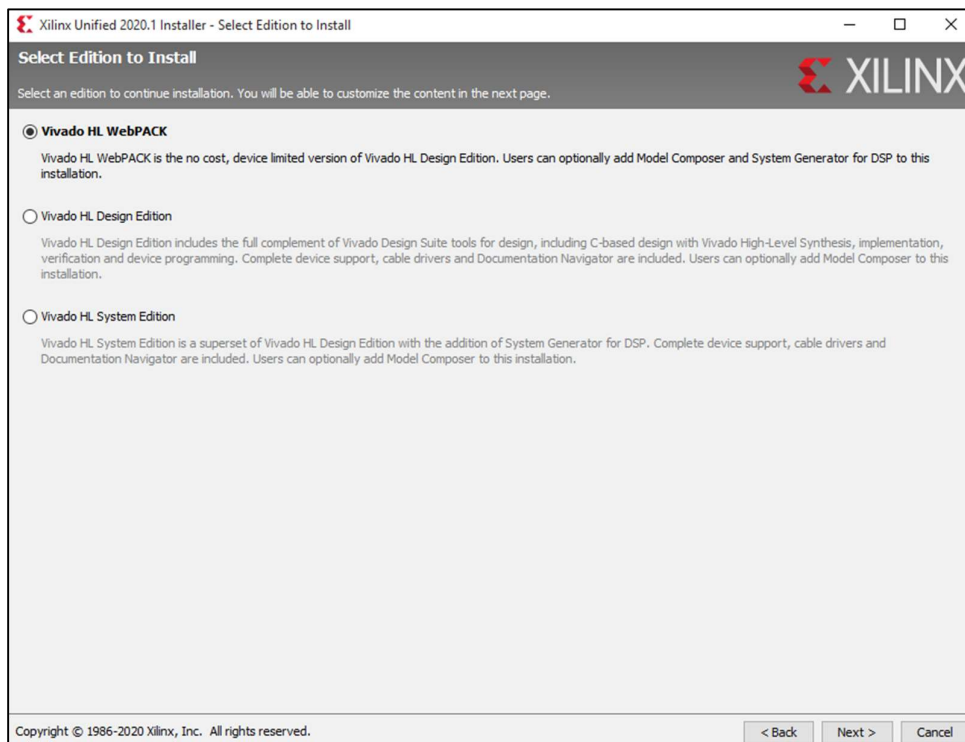 Xilinx Unified 2020.1 Installer - Select Edition to Install
Select Edition to Install
XILINX
Select an edition to continue installation. You will be able to customize the content in the next page.
Vivado HL WebPACK
Vivado HL WebPACK is the no cost, device limited version of Vivado HL Design Edition. Users can optionally add Model Composer and System Generator for DSP to this
installation.
Vivado HL Design Edition
Vivado HL Design Edition includes the full complement of Vivado Design Suite tools for design, including C-based design with Vivado High-Level Synthesis, implementation,
verification and device programming. Complete device support, cable drivers and Documentation Navigator are included. Users can optionally add Model Composer to this
installation.
Vivado HL System Edition
Vivado HL System Edition is a superset of Vivado HL Design Edition with the addition of System Generator for DSP. Complete device support, cable drivers and
Documentation Navigator are included. Users can optionally add Model Composer to this installation.
Copyright © 1986-2020 Xilinx, Inc. All rights reserved.
< Back Next > Cancel